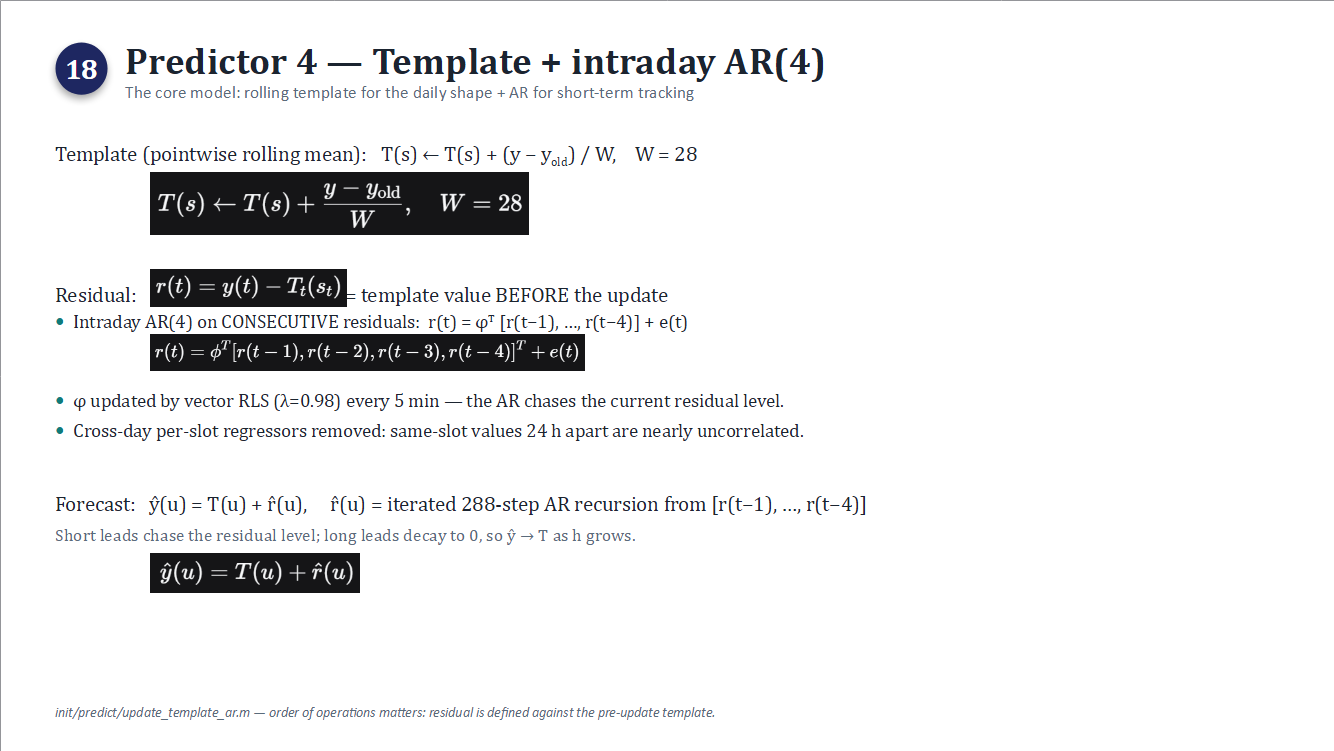 18
Predictor 4 — Template + intraday AR(4)
The core model: rolling template for the daily shape + AR for short-term tracking
Template (pointwise rolling mean): T(s) ← T(s) + (y − y_old) / W, W = 28
T(s) ← T(s) + \frac{y − y_{old}}{W}, W = 28
Residual: r(t) = y(t) − T_t(s_t) = template value BEFORE the update
• Intraday AR(4) on CONSECUTIVE residuals: r(t) = φᵀ [r(t−1), …, r(t−4)] + e(t)
r(t) = ϕ^T[r(t − 1), r(t − 2), r(t − 3), r(t − 4)]^T + e(t)
• φ updated by vector RLS (λ=0.98) every 5 min — the AR chases the current residual level.
• Cross-day per-slot regressors removed: same-slot values 24 h apart are nearly uncorrelated.
Forecast: ŷ(u) = T(u) + r̂(u), r̂(u) = iterated 288-step AR recursion from [r(t−1), …, r(t−4)]
Short leads chase the residual level; long leads decay to 0, so ŷ → T as h grows.
ŷ(u) = T(u) + r̂(u)
init/predict/update_template_ar.m — order of operations matters: residual is defined against the pre-update template.